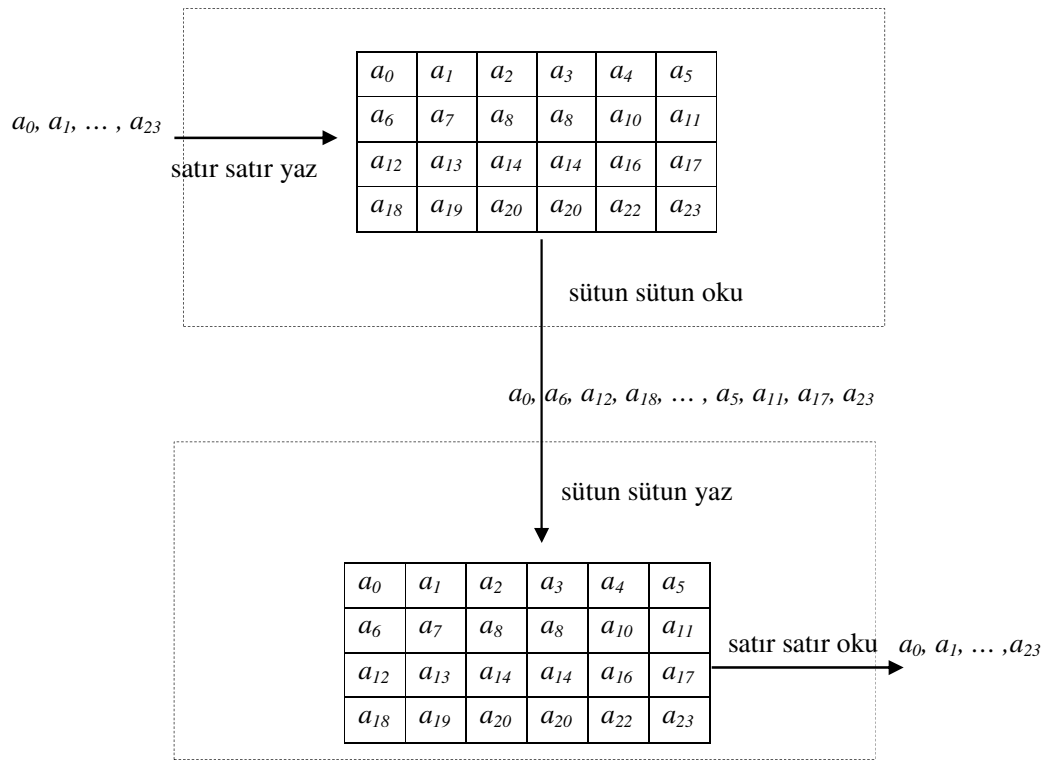 a0 a1 a2 a3 a4 a5
a0, a1, … , a23
a6 a7 a8 a8 a10 a11
satır satır yaz
a12 a13 a14 a14 a16 a17
a18 a19 a20 a20 a22 a23
sütun sütun oku
a0, a6, a12, a18, … , a5, a11, a17, a23
sütun sütun yaz
a0 a1 a2 a3 a4 a5
a6 a7 a8 a8 a10 a11
satır satır oku a0, a1, … ,a23
a12 a13 a14 a14 a16 a17
a18 a19 a20 a20 a22 a23